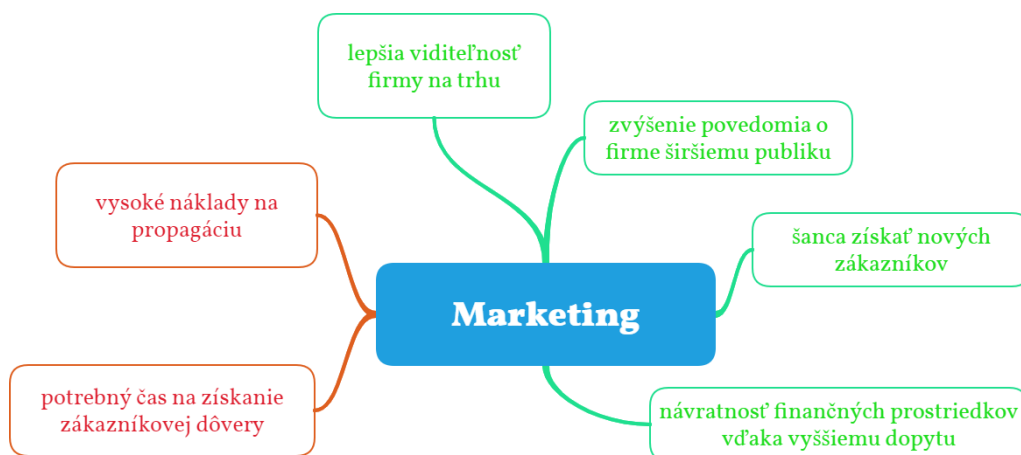 lepšia viditeľnosť
firmy na trhu
zvýšenie povedomia o
firme širšiemu publiku
vysoké náklady na
propagáciu
šanca získať nových
zákazníkov
Marketing
potrebný čas na získanie
zákazníkovej dôvery
návratnosť finančných prostriedkov
vďaka vyššiemu dopytu